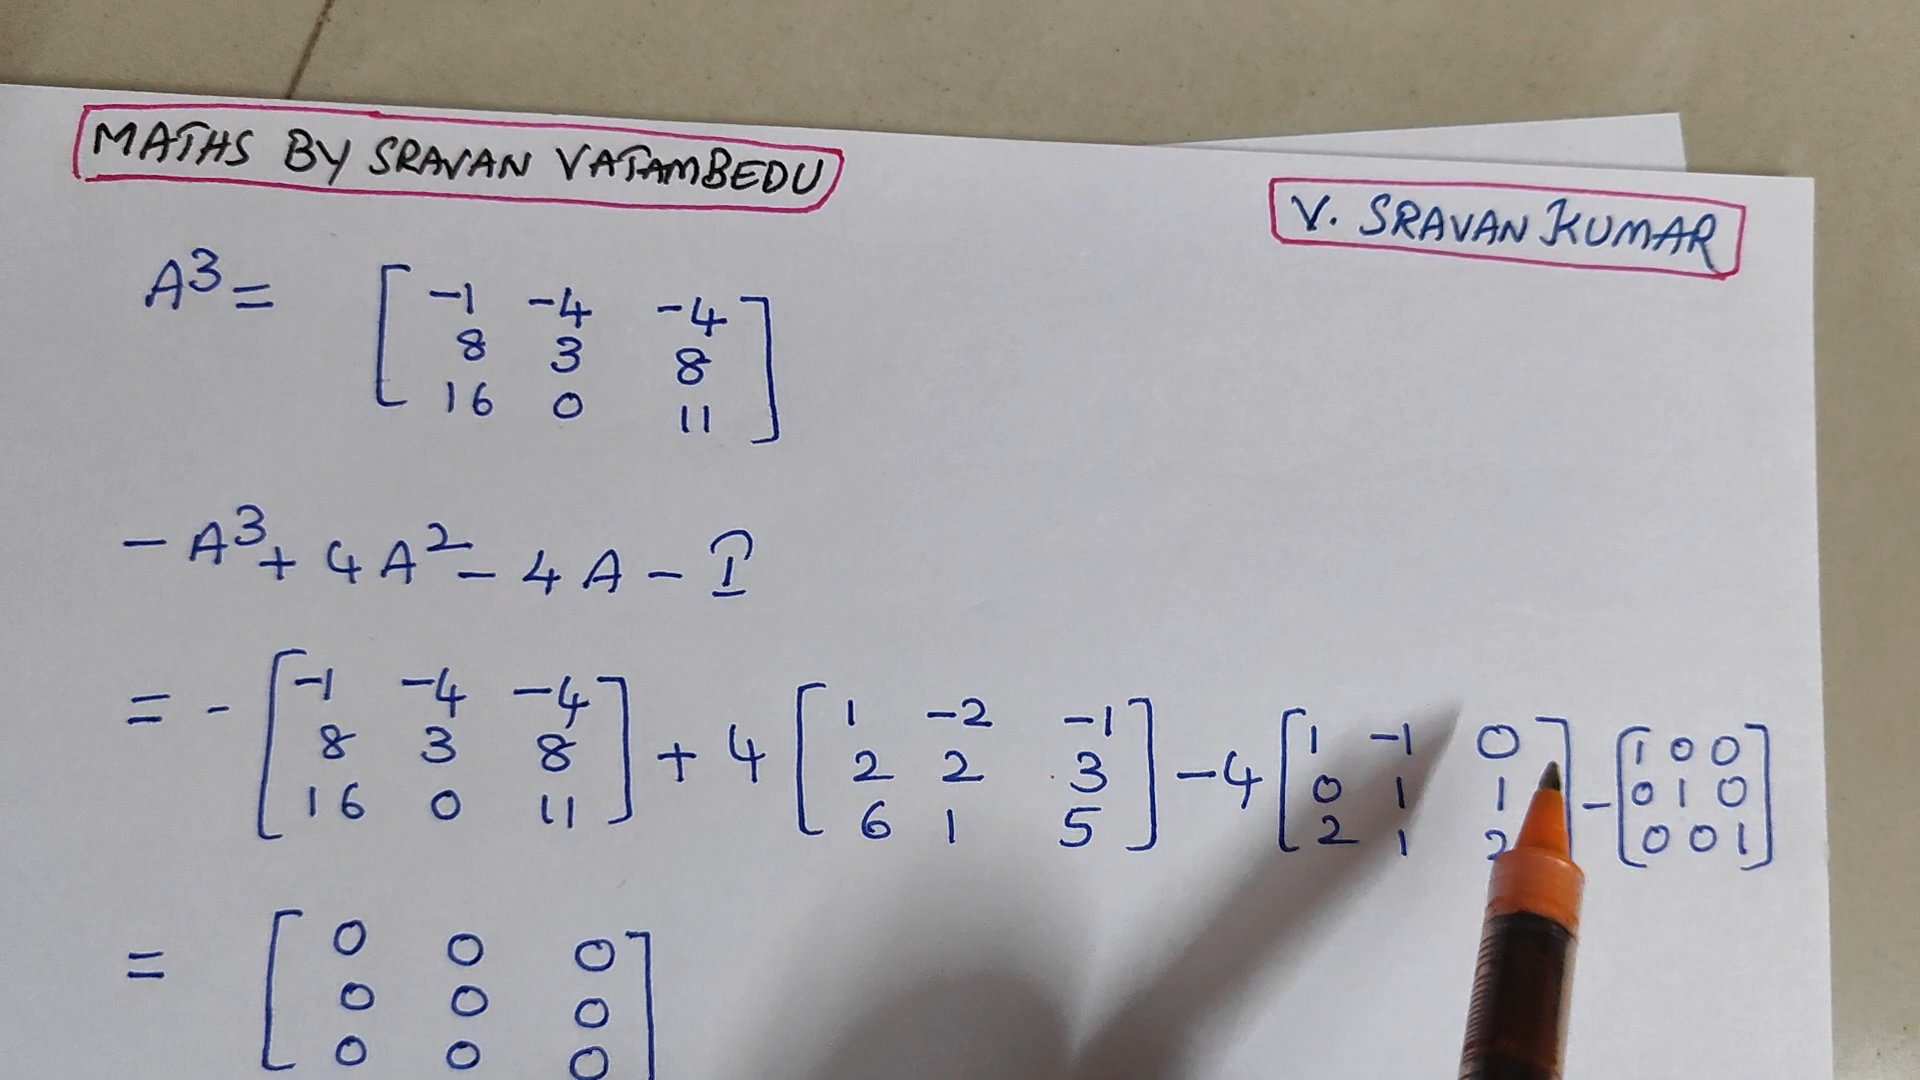 MATHS BY SRAVAN VATAMBEDU
V. SRAVAN KUMAR
A³ = [ -1 -4 -4
8 3 8
16 0 11 ]
- A³ + 4A² - 4A - I
= - [ -1 -4 -4 ] + 4 [ 1 -2 -1 ] - 4 [ 1 -1 0 ] - [ 1 0 0 ]
8 3 8 2 2 3 0 1 1 0 1 0
16 0 11 6 1 5 2 1 2 0 0 1
= [ 0 0 0
0 0 0
0 0 0 ]